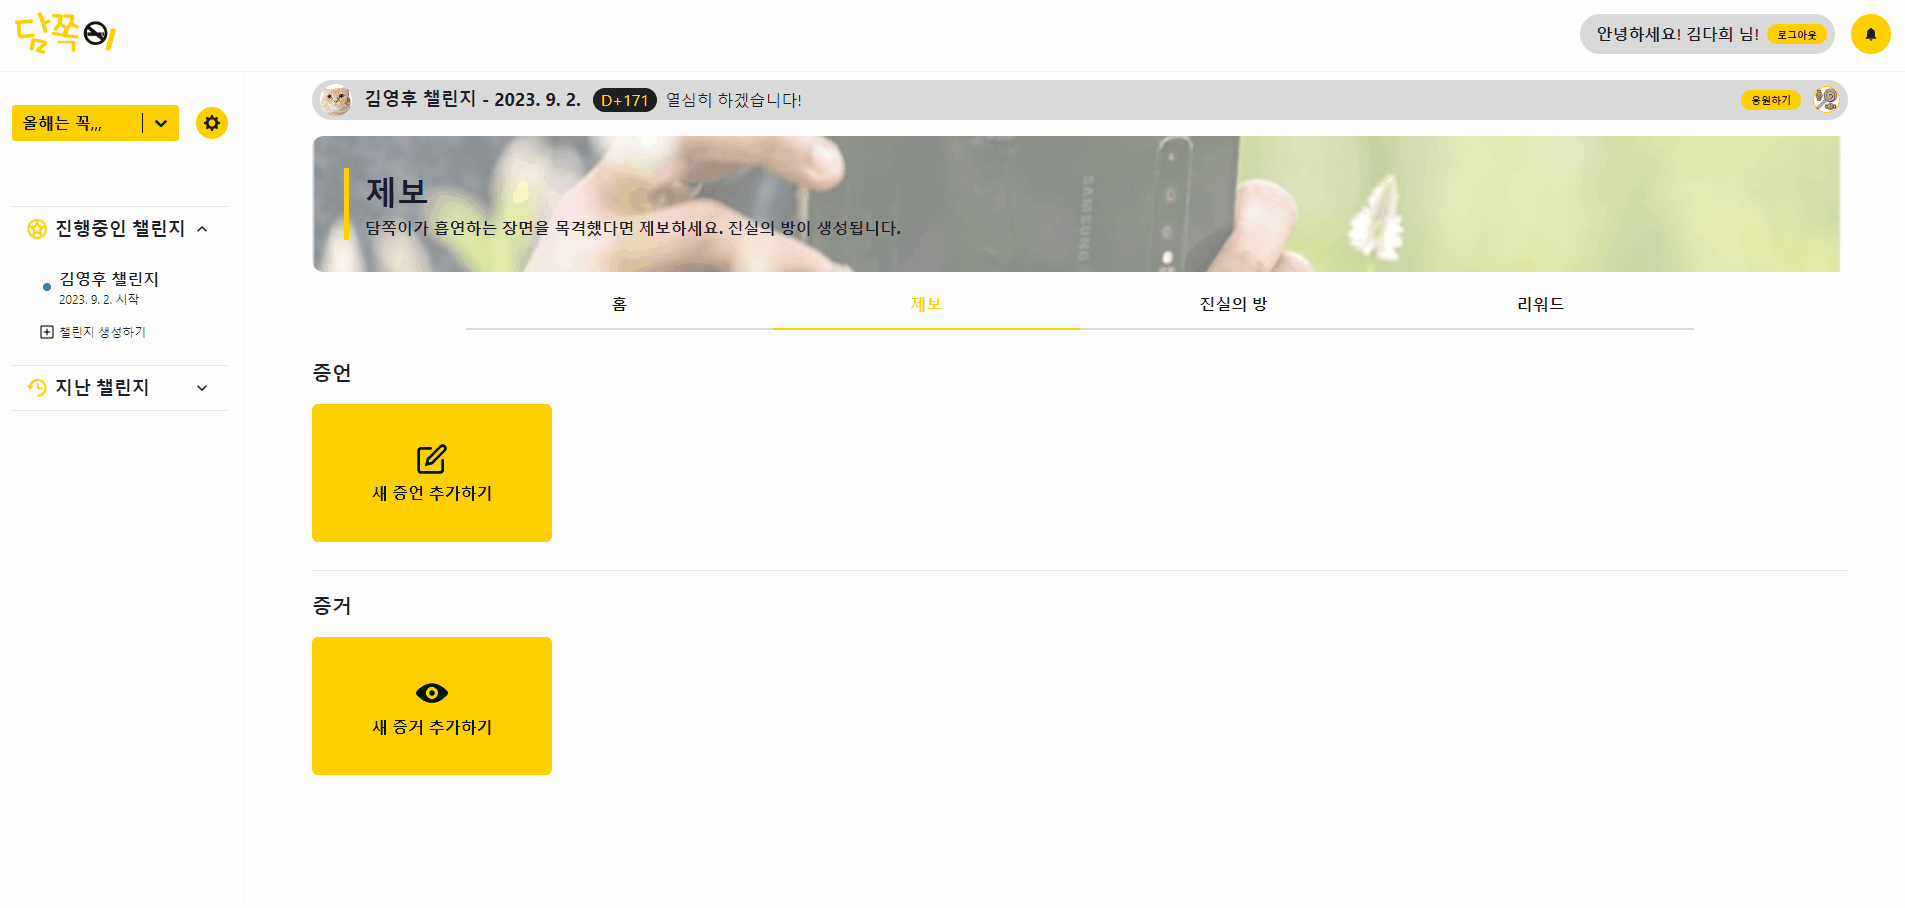 담쪽이
안녕하세요! 김다희 님!
로그아웃
올해는 꼭,,,
진행중인 챌린지
김영후 챌린지
2023. 9. 2. 시작
챌린지 생성하기
지난 챌린지
김영후 챌린지 - 2023. 9. 2. D+171 열심히 하겠습니다!
응원하기
제보
담쪽이가 흡연하는 장면을 목격했다면 제보하세요. 진실의 방이 생성됩니다.
SAMSUNG
홈
제보
진실의 방
리워드
증언
새 증언 추가하기
증거
새 증거 추가하기